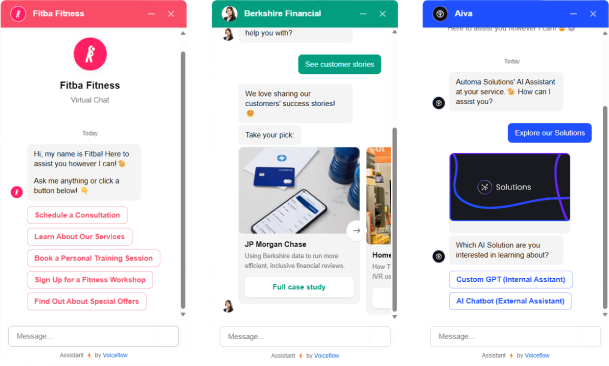 Fitba Fitness
Fitba Fitness
Virtual Chat
Today
Hi, my name is Fitba! Here to
assist you however I can!
Ask me anything or click a
button below!
Schedule a Consultation
Learn About Our Services
Book a Personal Training Session
Sign Up for a Fitness Workshop
Find Out About Special Offers
Message...
Assistant by Voiceflow
Berkshire Financial
help you with?
See customer stories
We love sharing our
customers' success stories!
Take your pick:
JP Morgan Chase
Using Berkshire data to run more
efficient, inclusive financial reviews.
Full case study
Home
How T
IVR us
Message...
Assistant by Voiceflow
Aiva
Here to assist you however I can!
Today
Automa Solutions' AI Assistant
at your service. How can I
assist you?
Explore our Solutions
Solutions
Which AI Solution are you
interested in learning about?
Custom GPT (Internal Assitant)
AI Chatbot (External Assistant)
Message...
Assistant by Voiceflow